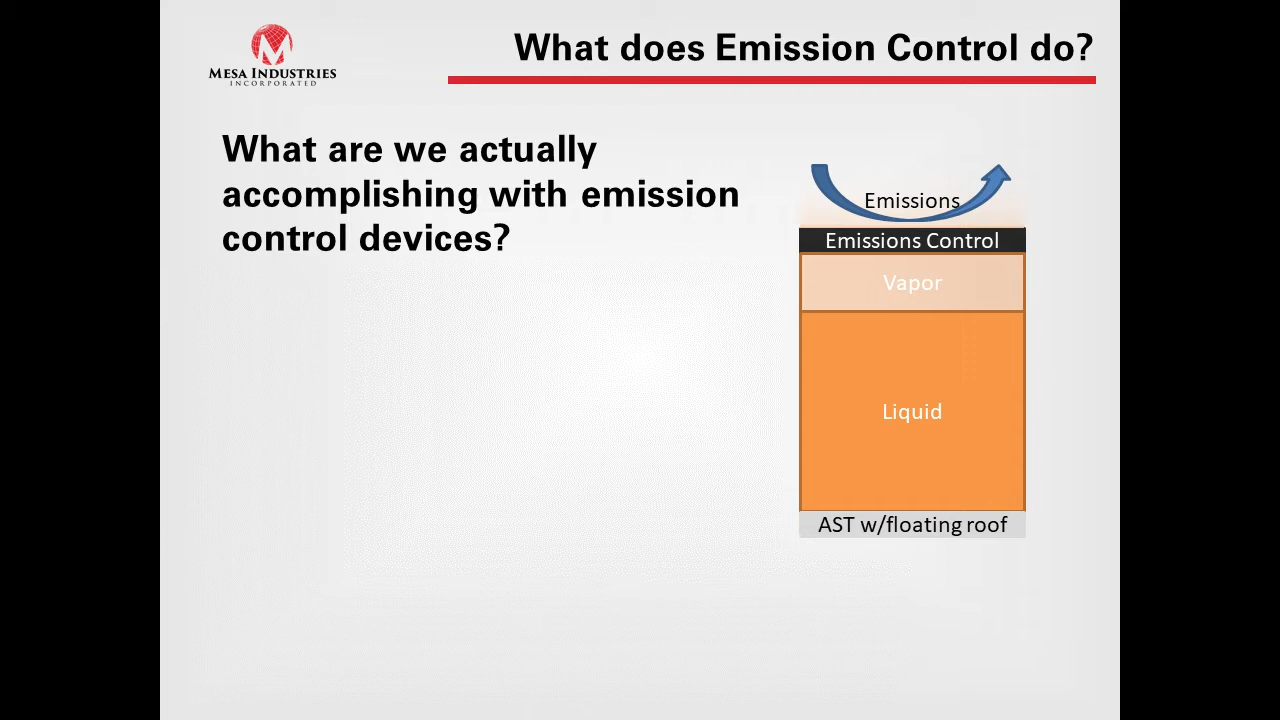 MESA INDUSTRIES
INCORPORATED
What does Emission Control do?
What are we actually
accomplishing with emission
control devices?
Emissions
Emissions Control
Vapor
Liquid
AST w/floating roof